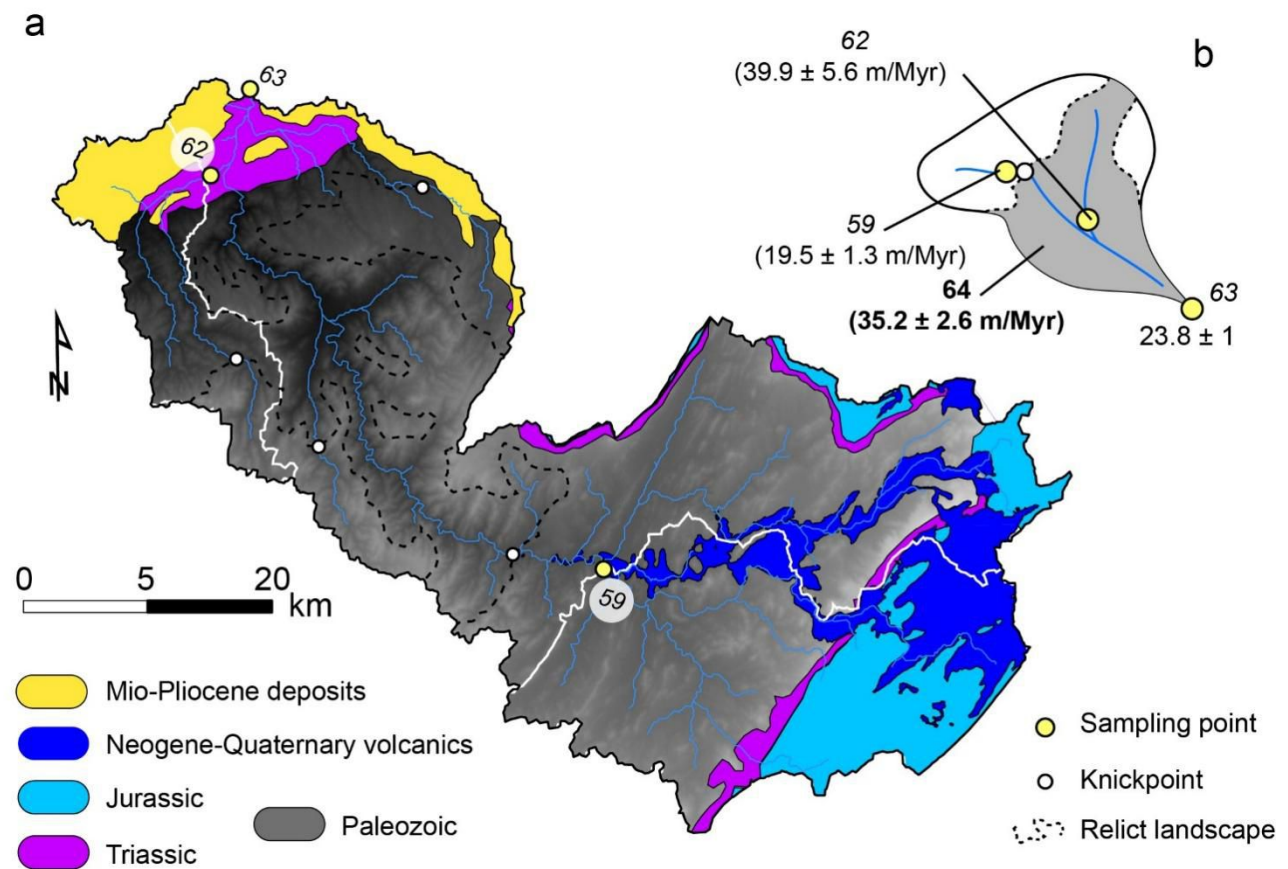 a
63
62
b
62
(39.9 ± 5.6 m/Myr)
59
(19.5 ± 1.3 m/Myr)
64
(35.2 ± 2.6 m/Myr)
63
23.8 ± 1
N
59
0 5 20
km
Mio-Pliocene deposits
Neogene-Quaternary volcanics
Jurassic
Triassic
Paleozoic
Sampling point
Knickpoint
Relict landscape